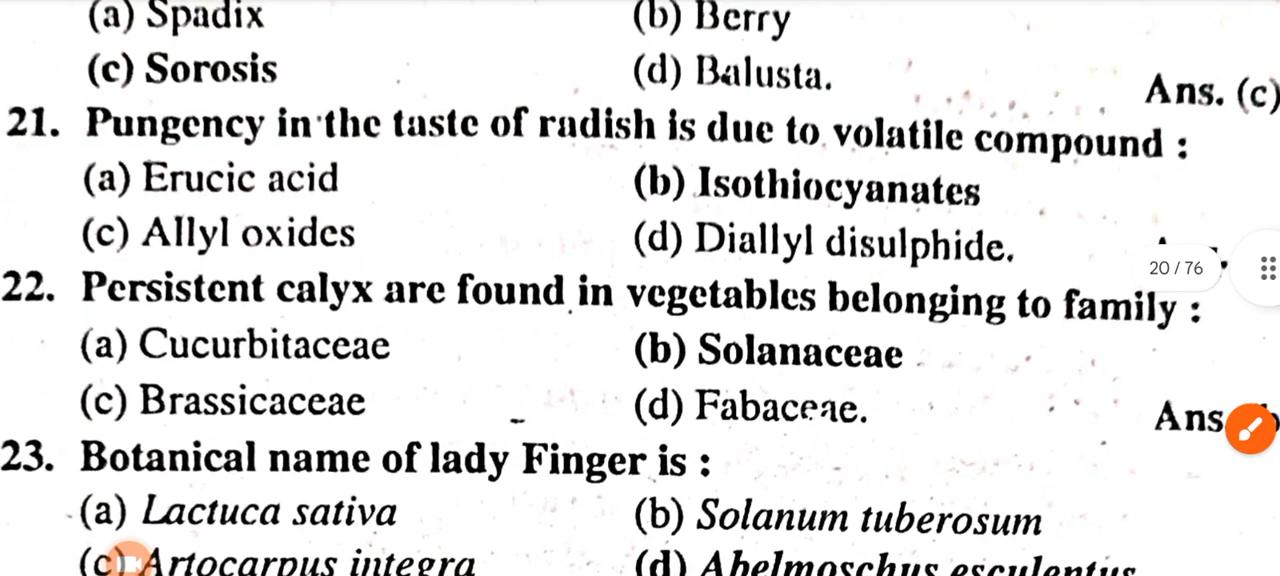 (a) Spadix (b) Berry
(c) Sorosis (d) Balusta. Ans. (c)
21. Pungency in the taste of radish is due to volatile compound :
(a) Erucic acid (b) Isothiocyanates
(c) Allyl oxides (d) Diallyl disulphide.
20 / 76
22. Persistent calyx are found in vegetables belonging to family :
(a) Cucurbitaceae (b) Solanaceae
(c) Brassicaceae (d) Fabaceae. Ans
23. Botanical name of lady Finger is :
(a) Lactuca sativa (b) Solanum tuberosum
(c) Artocarpus integra (d) Abelmoschus esculentus